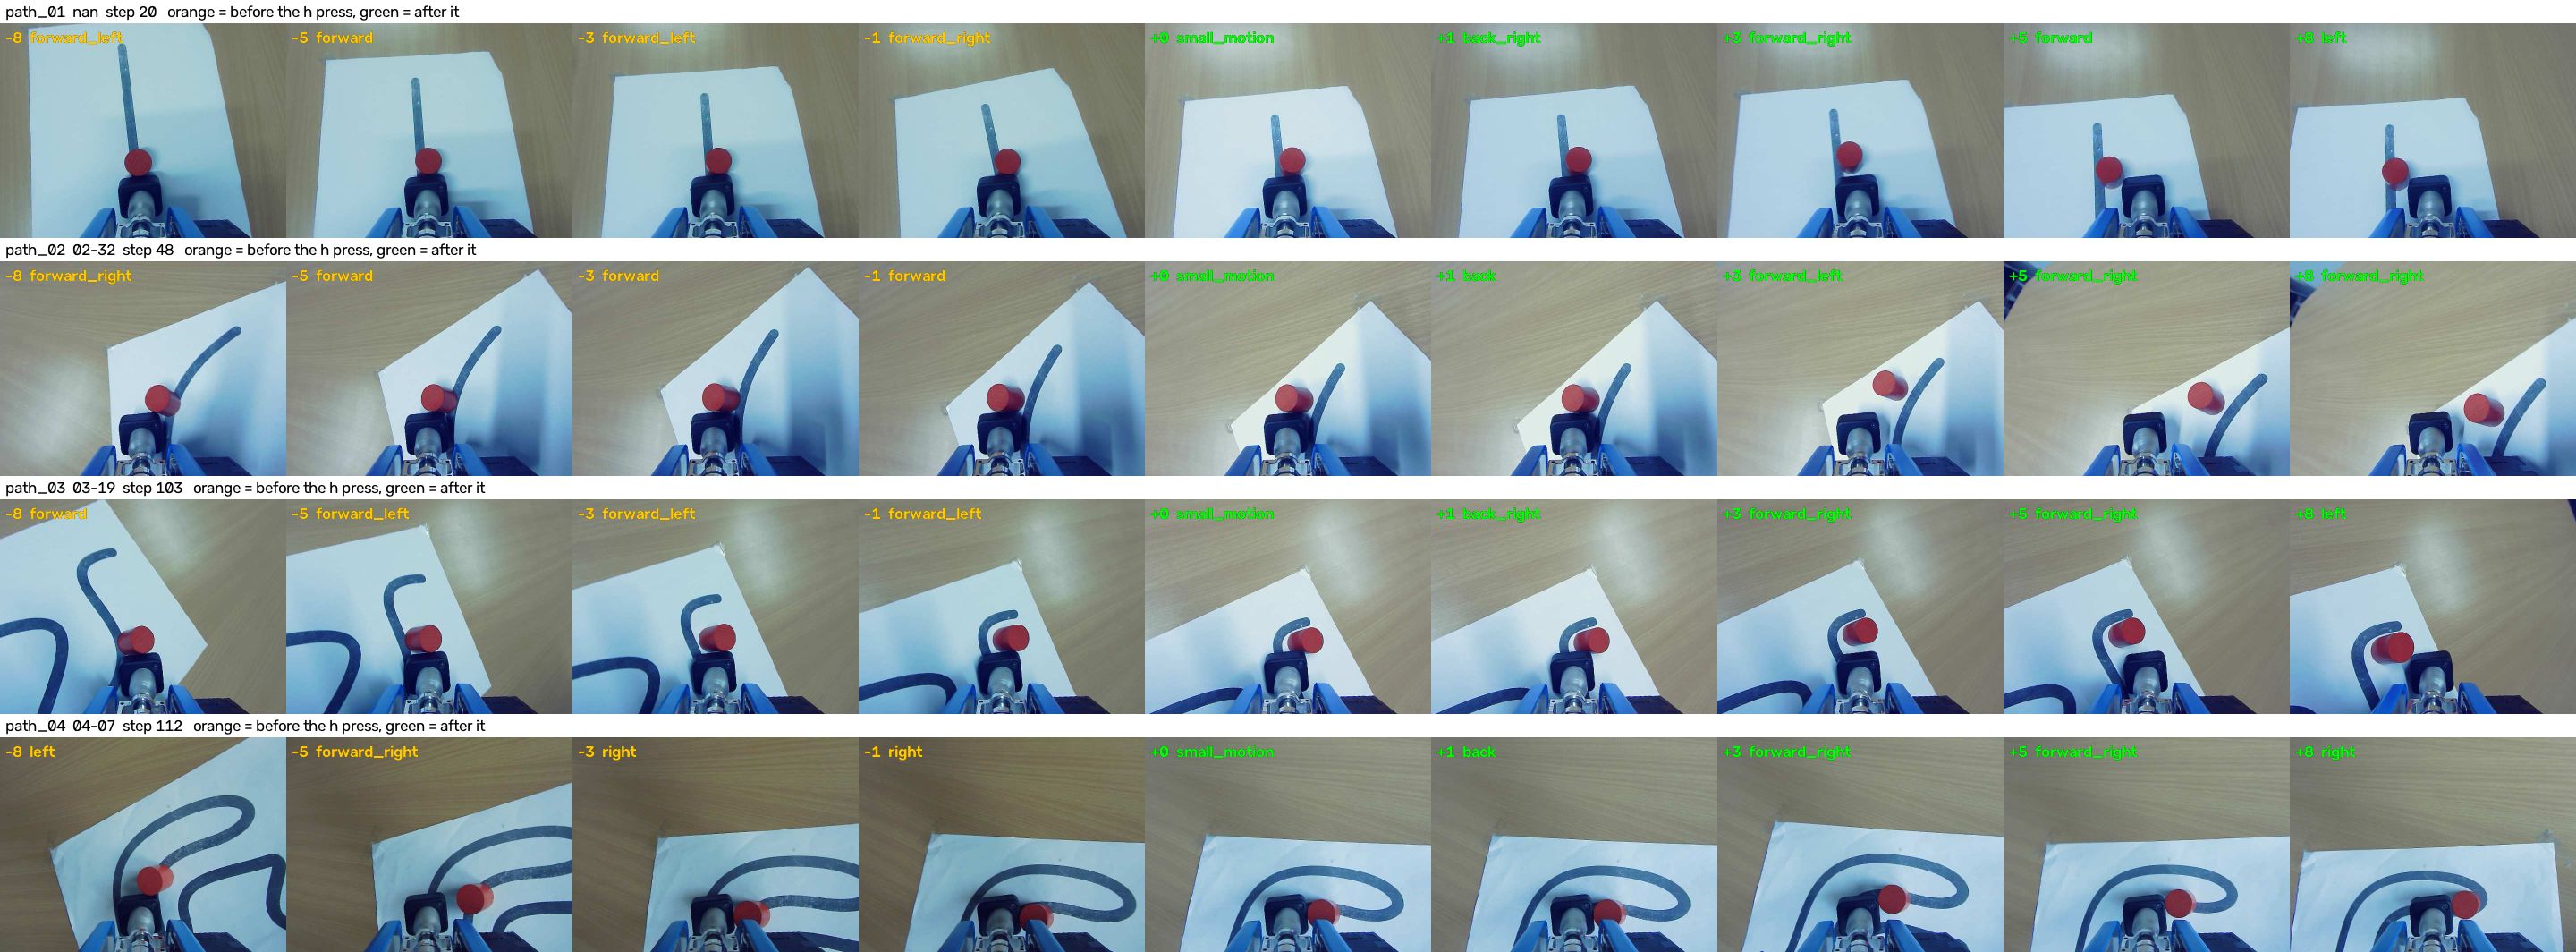 path_01 nan step 20 orange = before the h press, green = after it
-8 forward_left -5 forward -3 forward_left -1 forward_right +0 small_motion +1 back_right +3 forward_right +5 forward +8 left
path_02 02-32 step 48 orange = before the h press, green = after it
-8 forward_right -5 forward -3 forward -1 forward +0 small_motion +1 back +3 forward_left +5 forward_right +8 forward_right
path_03 03-19 step 103 orange = before the h press, green = after it
-8 forward -5 forward_left -3 forward_left -1 forward_left +0 small_motion +1 back_right +3 forward_right +5 forward_right +8 left
path_04 04-07 step 112 orange = before the h press, green = after it
-8 left -5 forward_right -3 right -1 right +0 small_motion +1 back +3 forward_right +5 forward_right +8 right